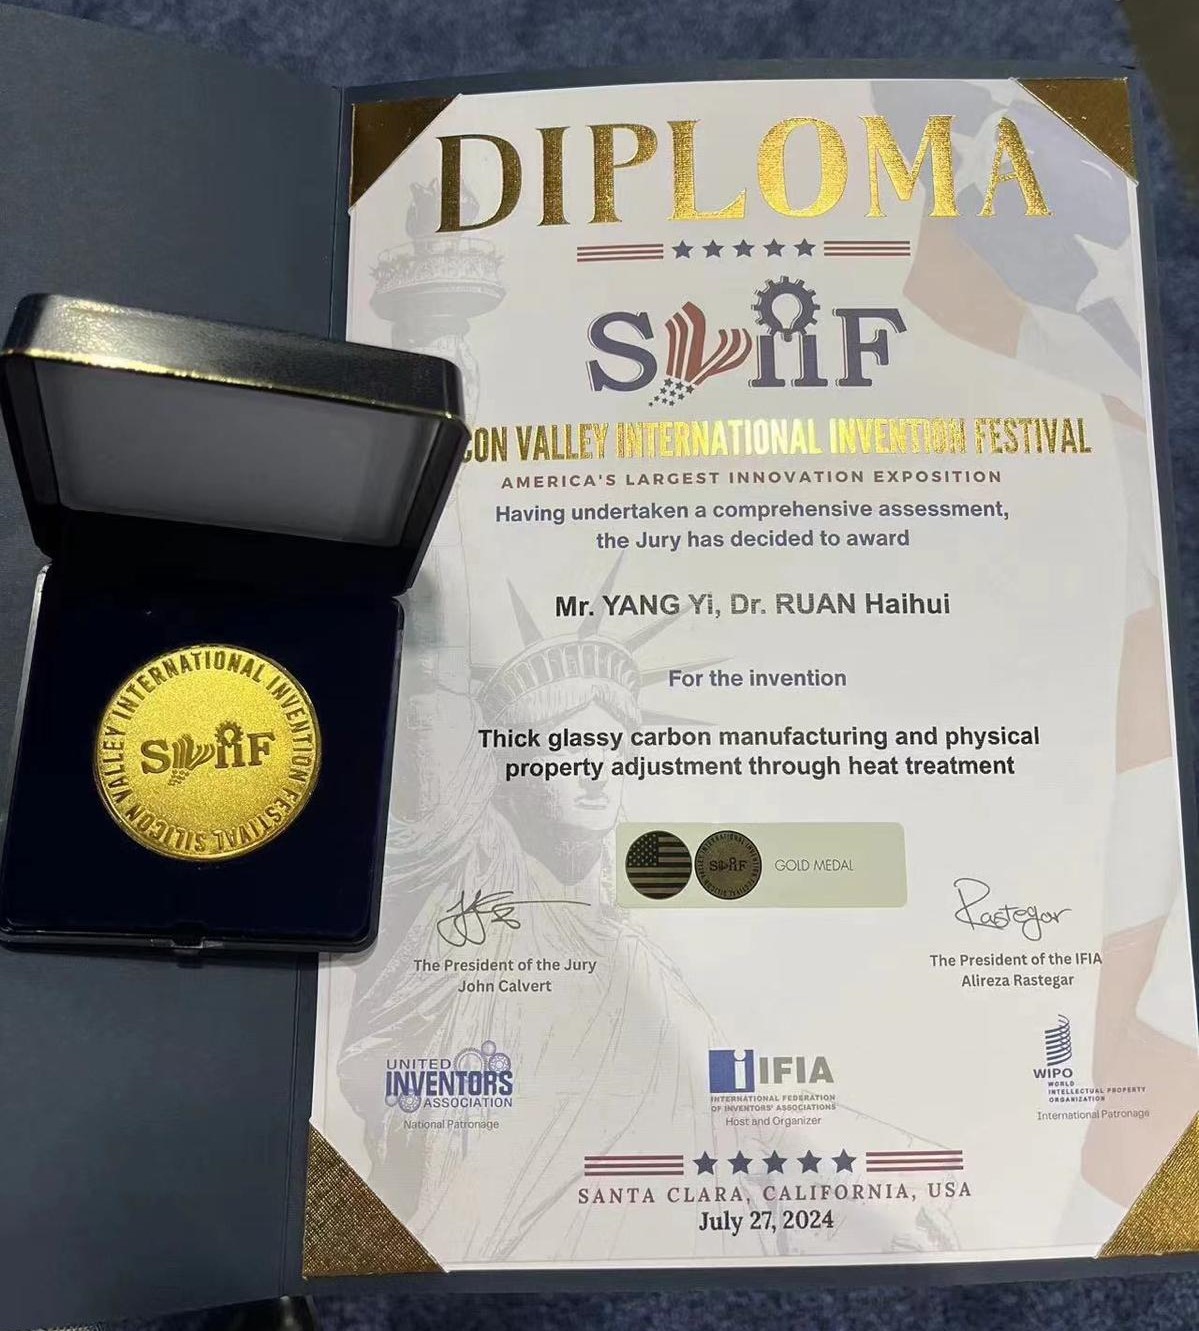 DIPLOMA
SVIIF
CON VALLEY INTERNATIONAL INVENTION FESTIVAL
AMERICA'S LARGEST INNOVATION EXPOSITION
Having undertaken a comprehensive assessment,
the Jury has decided to award
Mr. YANG Yi, Dr. RUAN Haihui
For the invention
Thick glassy carbon manufacturing and physical
property adjustment through heat treatment
SILICON VALLEY INTERNATIONAL INVENTION FESTIVAL
SVIIF
SVIIF
GOLD MEDAL
Rastegar
The President of the Jury
John Calvert
The President of the IFIA
Alireza Rastegar
UNITED
INVENTORS
ASSOCIATION
National Patronage
IFIA
INTERNATIONAL FEDERATION
OF INVENTORS' ASSOCIATIONS
Host and Organizer
WIPO
WORLD
INTELLECTUAL PROPERTY
ORGANIZATION
International Patronage
SANTA CLARA, CALIFORNIA, USA
July 27, 2024